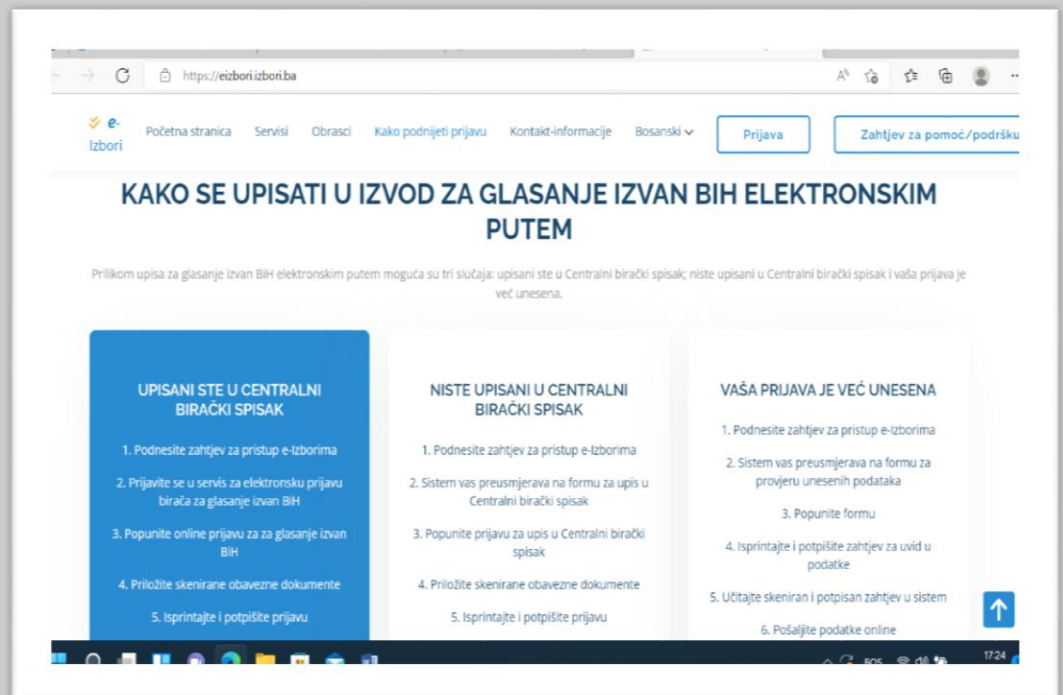 https://eizbori.izbori.ba
e-Izbori
Početna stranica Servisi Obrasci Kako podnijeti prijavu Kontakt-informacije Bosanski Prijava Zahtjev za pomoć/podršku
KAKO SE UPISATI U IZVOD ZA GLASANJE IZVAN BIH ELEKTRONSKIM
PUTEM
Prilikom upisa za glasanje izvan BiH elektronskim putem moguća su tri slučaja: upisani ste u Centralni birački spisak; niste upisani u Centralni birački spisak i vaša prijava je
već unesena.
UPISANI STE U CENTRALNI
BIRAČKI SPISAK
1. Podnesite zahtjev za pristup e-Izborima
2. Prijavite se u servis za elektronsku prijavu
birača za glasanje izvan BiH
3. Popunite online prijavu za za glasanje izvan
BiH
4. Priložite skenirane obavezne dokumente
5. Isprintajte i potpišite prijavu
NISTE UPISANI U CENTRALNI
BIRAČKI SPISAK
1. Podnesite zahtjev za pristup e-Izborima
2. Sistem vas preusmjerava na formu za upis u
Centralni birački spisak
3. Popunite prijavu za upis u Centralni birački
spisak
4. Priložite skenirane obavezne dokumente
5. Isprintajte i potpišite prijavu
VAŠA PRIJAVA JE VEĆ UNESENA
1. Podnesite zahtjev za pristup e-Izborima
2. Sistem vas preusmjerava na formu za
provjeru unesenih podataka
3. Popunite formu
4. Isprintajte i potpišite zahtjev za uvid u
podatke
5. Učitajte skeniran i potpisan zahtjev u sistem
6. Pošaljite podatke online
BOS 17:24